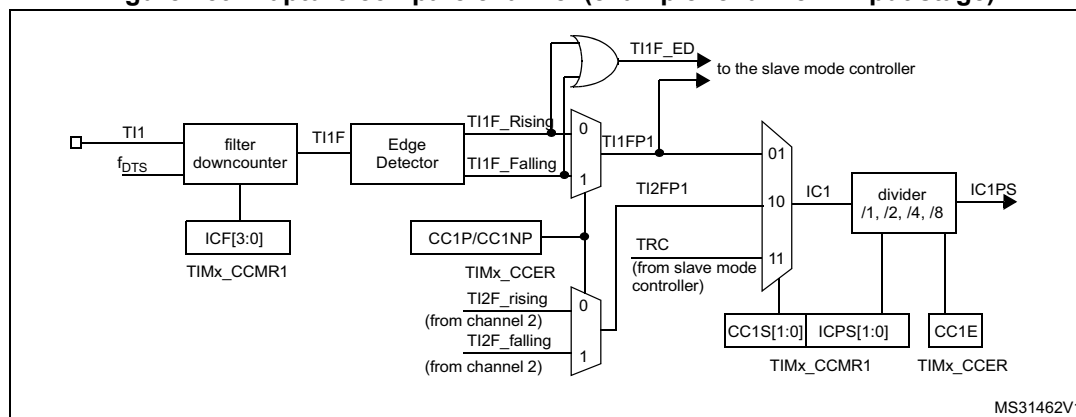 TI1F_ED
to the slave mode controller
TI1F_Rising
0
TI1
filter
downcounter
TI1F
Edge
Detector
TI1FP1
01
fDTS
TI1F_Falling
1
TI2FP1
10
IC1
divider
/1, /2, /4, /8
IC1PS
ICF[3:0]
CC1P/CC1NP
TRC
11
(from slave mode
controller)
TIMx_CCMR1
TIMx_CCER
TI2F_rising
0
(from channel 2)
TI2F_falling
1
(from channel 2)
CC1S[1:0]
ICPS[1:0]
CC1E
TIMx_CCMR1
TIMx_CCER
MS31462V1